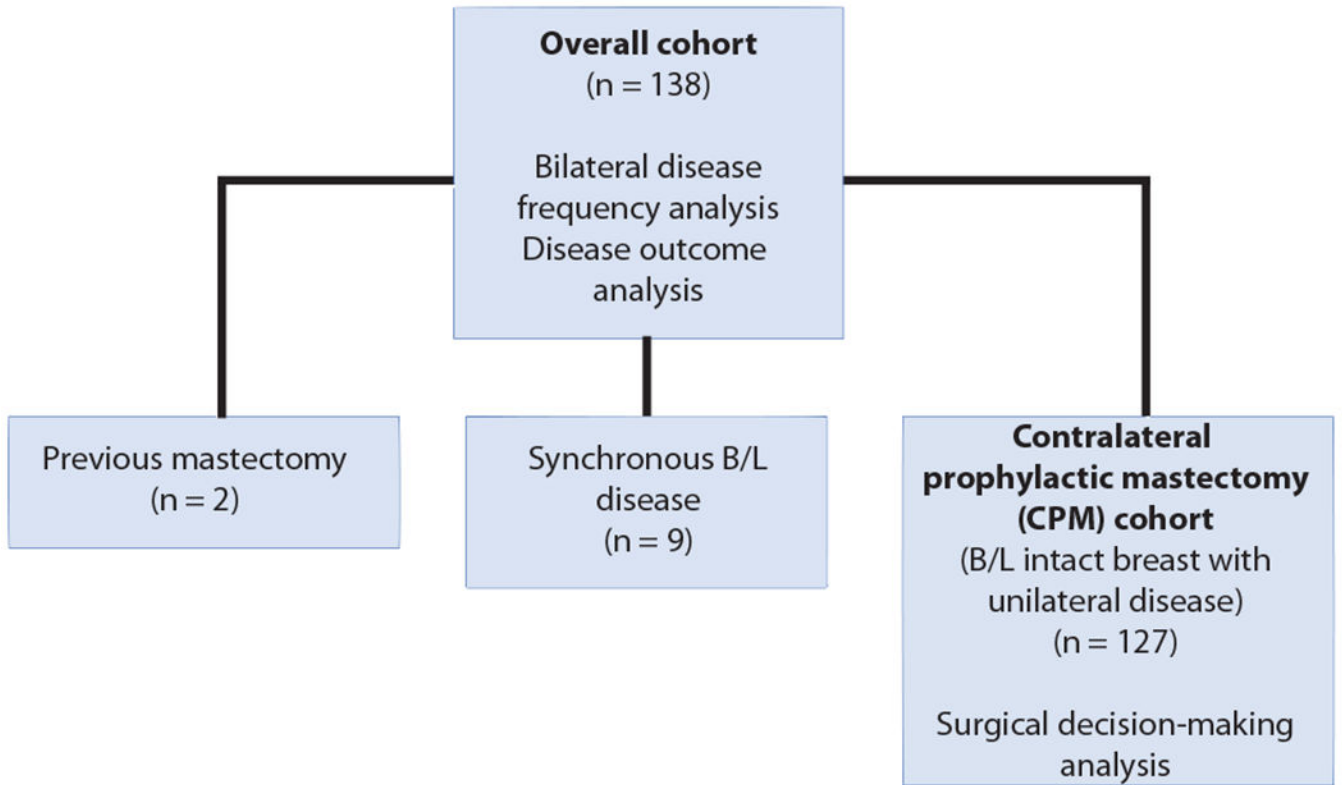 Overall cohort
(n = 138)
Bilateral disease
frequency analysis
Disease outcome
analysis
Previous mastectomy
(n = 2)
Synchronous B/L
disease
(n = 9)
Contralateral
prophylactic mastectomy
(CPM) cohort
(B/L intact breast with
unilateral disease)
(n = 127)
Surgical decision-making
analysis